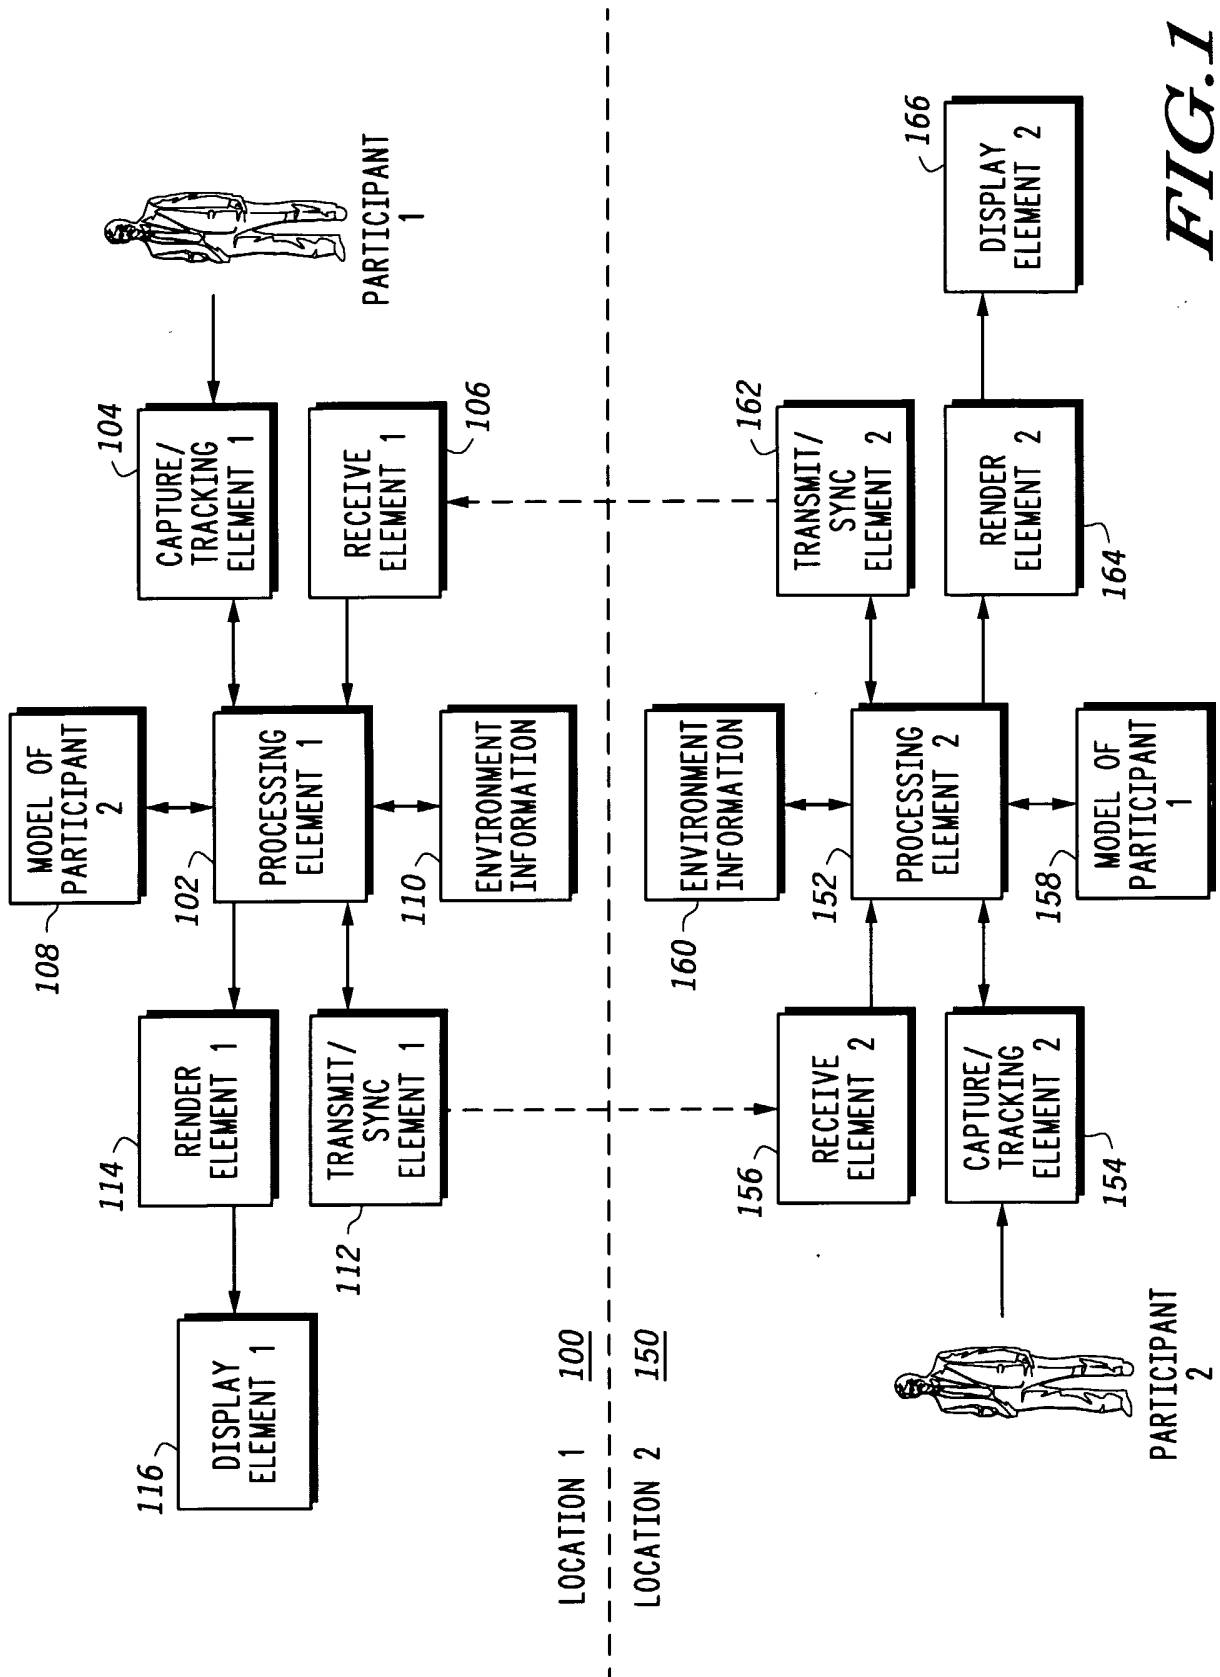 116
DISPLAY
ELEMENT 1
114
RENDER
ELEMENT 1
112
TRANSMIT/
SYNC
ELEMENT 1
108
MODEL OF
PARTICIPANT
2
102
PROCESSING
ELEMENT 1
110
ENVIRONMENT
INFORMATION
104
CAPTURE/
TRACKING
ELEMENT 1
RECEIVE
ELEMENT 1
106
PARTICIPANT
1
LOCATION 1 100
LOCATION 2 150
PARTICIPANT
2
156
RECEIVE
ELEMENT 2
CAPTURE/
TRACKING
ELEMENT 2
154
160
ENVIRONMENT
INFORMATION
152
PROCESSING
ELEMENT 2
158
MODEL OF
PARTICIPANT
1
162
TRANSMIT/
SYNC
ELEMENT 2
RENDER
ELEMENT 2
164
166
DISPLAY
ELEMENT 2
FIG.1